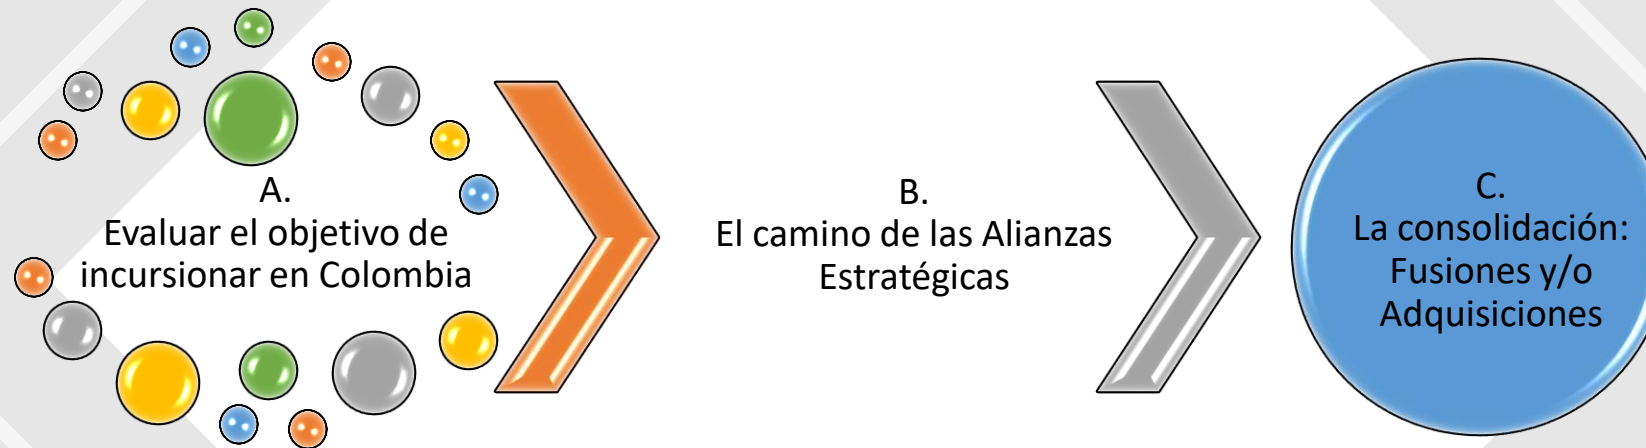 A.
Evaluar el objetivo de
incursionar en Colombia
B.
El camino de las Alianzas
Estratégicas
C.
La consolidación:
Fusiones y/o
Adquisiciones